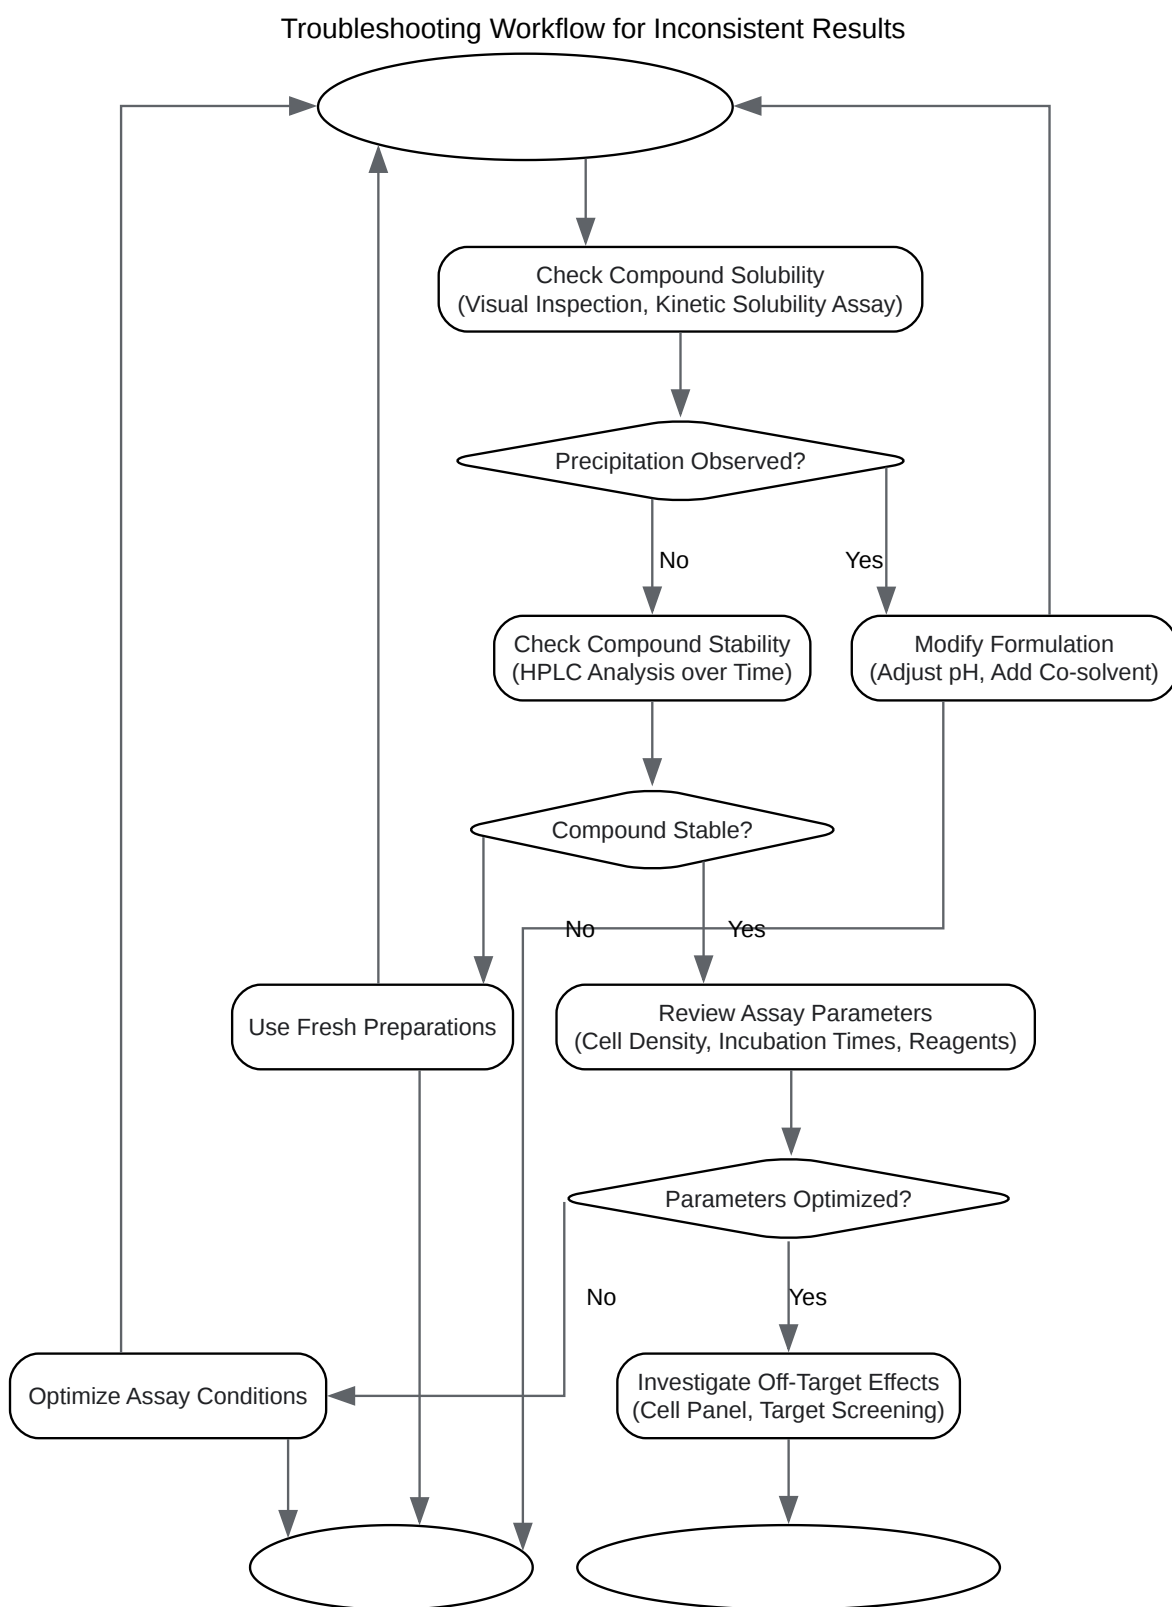 Troubleshooting Workflow for Inconsistent Results
Check Compound Solubility
(Visual Inspection, Kinetic Solubility Assay)
Precipitation Observed?
No
Yes
Check Compound Stability
(HPLC Analysis over Time)
Modify Formulation
(Adjust pH, Add Co-solvent)
Compound Stable?
No
Yes
Use Fresh Preparations
Review Assay Parameters
(Cell Density, Incubation Times, Reagents)
Parameters Optimized?
No
Yes
Optimize Assay Conditions
Investigate Off-Target Effects
(Cell Panel, Target Screening)